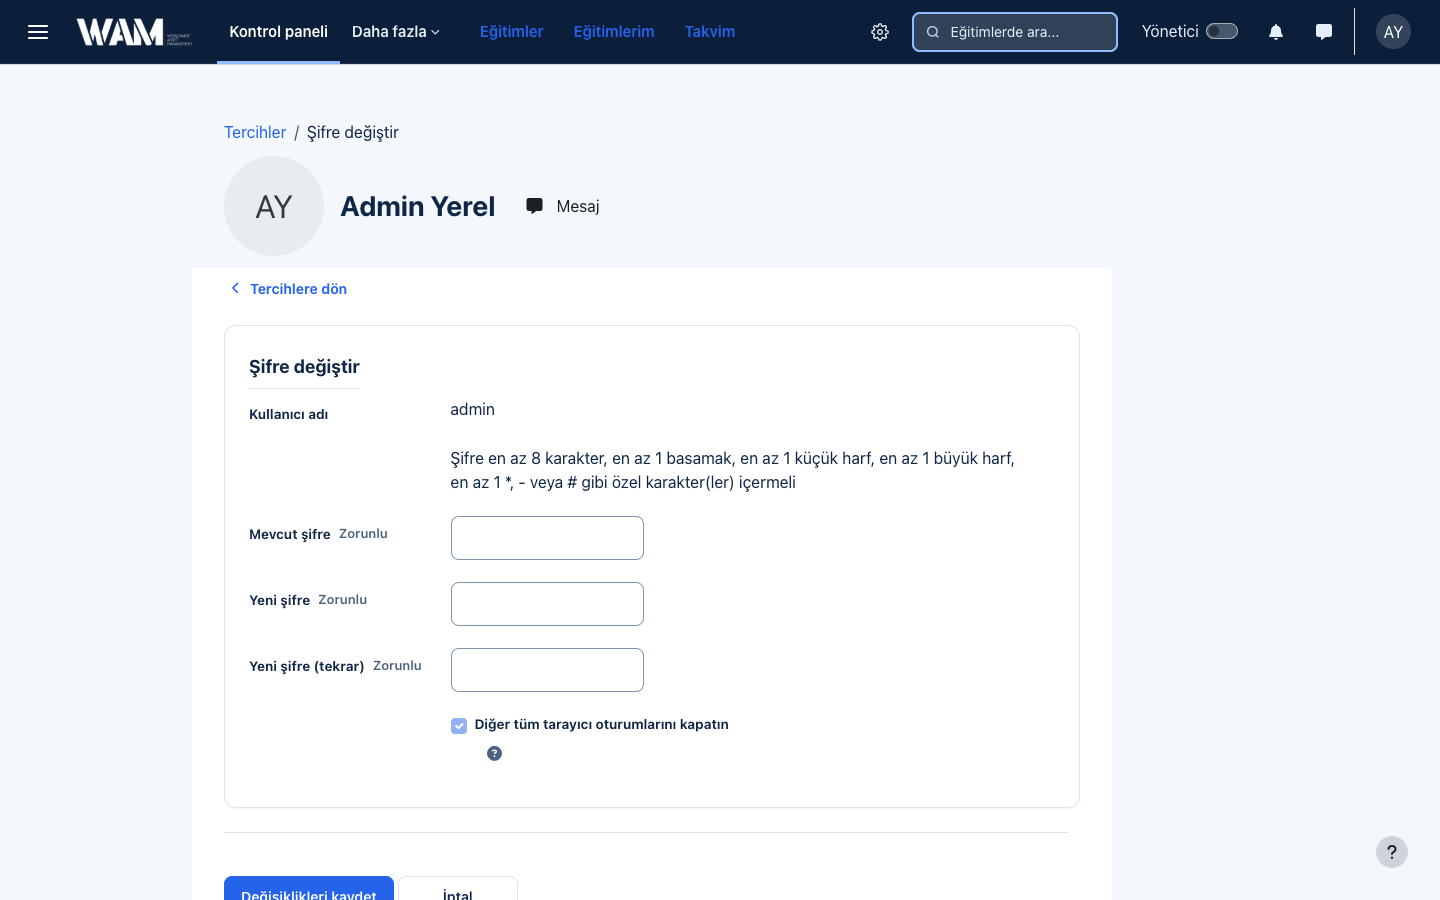 WAM WORLDWIDE ASSET MANAGEMENT
Kontrol paneli
Daha fazla
Eğitimler
Eğitimlerim
Takvim
Eğitimlerde ara...
Yönetici
AY
Tercihler / Şifre değiştir
AY
Admin Yerel
Mesaj
Tercihlere dön
Şifre değiştir
Kullanıcı adı
admin
Şifre en az 8 karakter, en az 1 basamak, en az 1 küçük harf, en az 1 büyük harf,
en az 1 *, - veya # gibi özel karakter(ler) içermeli
Mevcut şifre Zorunlu
Yeni şifre Zorunlu
Yeni şifre (tekrar) Zorunlu
Diğer tüm tarayıcı oturumlarını kapatın
?
?
Değişiklikleri kaydet
İptal